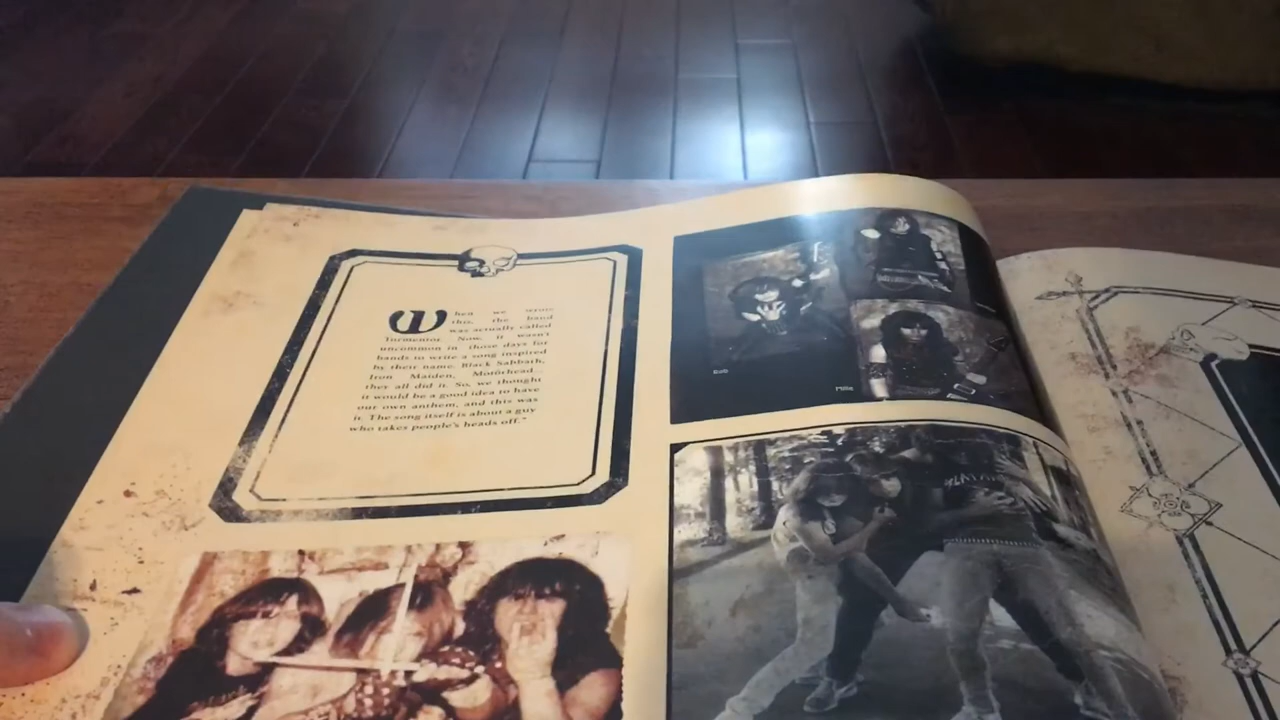 When we wrote
this, the band
was actually called
Tormentor. Now, it wasn't
uncommon in those days for
bands to write a song inspired
by their name. Black Sabbath,
Iron Maiden, Motörhead...
they all did it. So, we thought
it would be a good idea to have
our own anthem, and this was
it. The song itself is about a guy
who takes people's heads off."
Rob
Mille